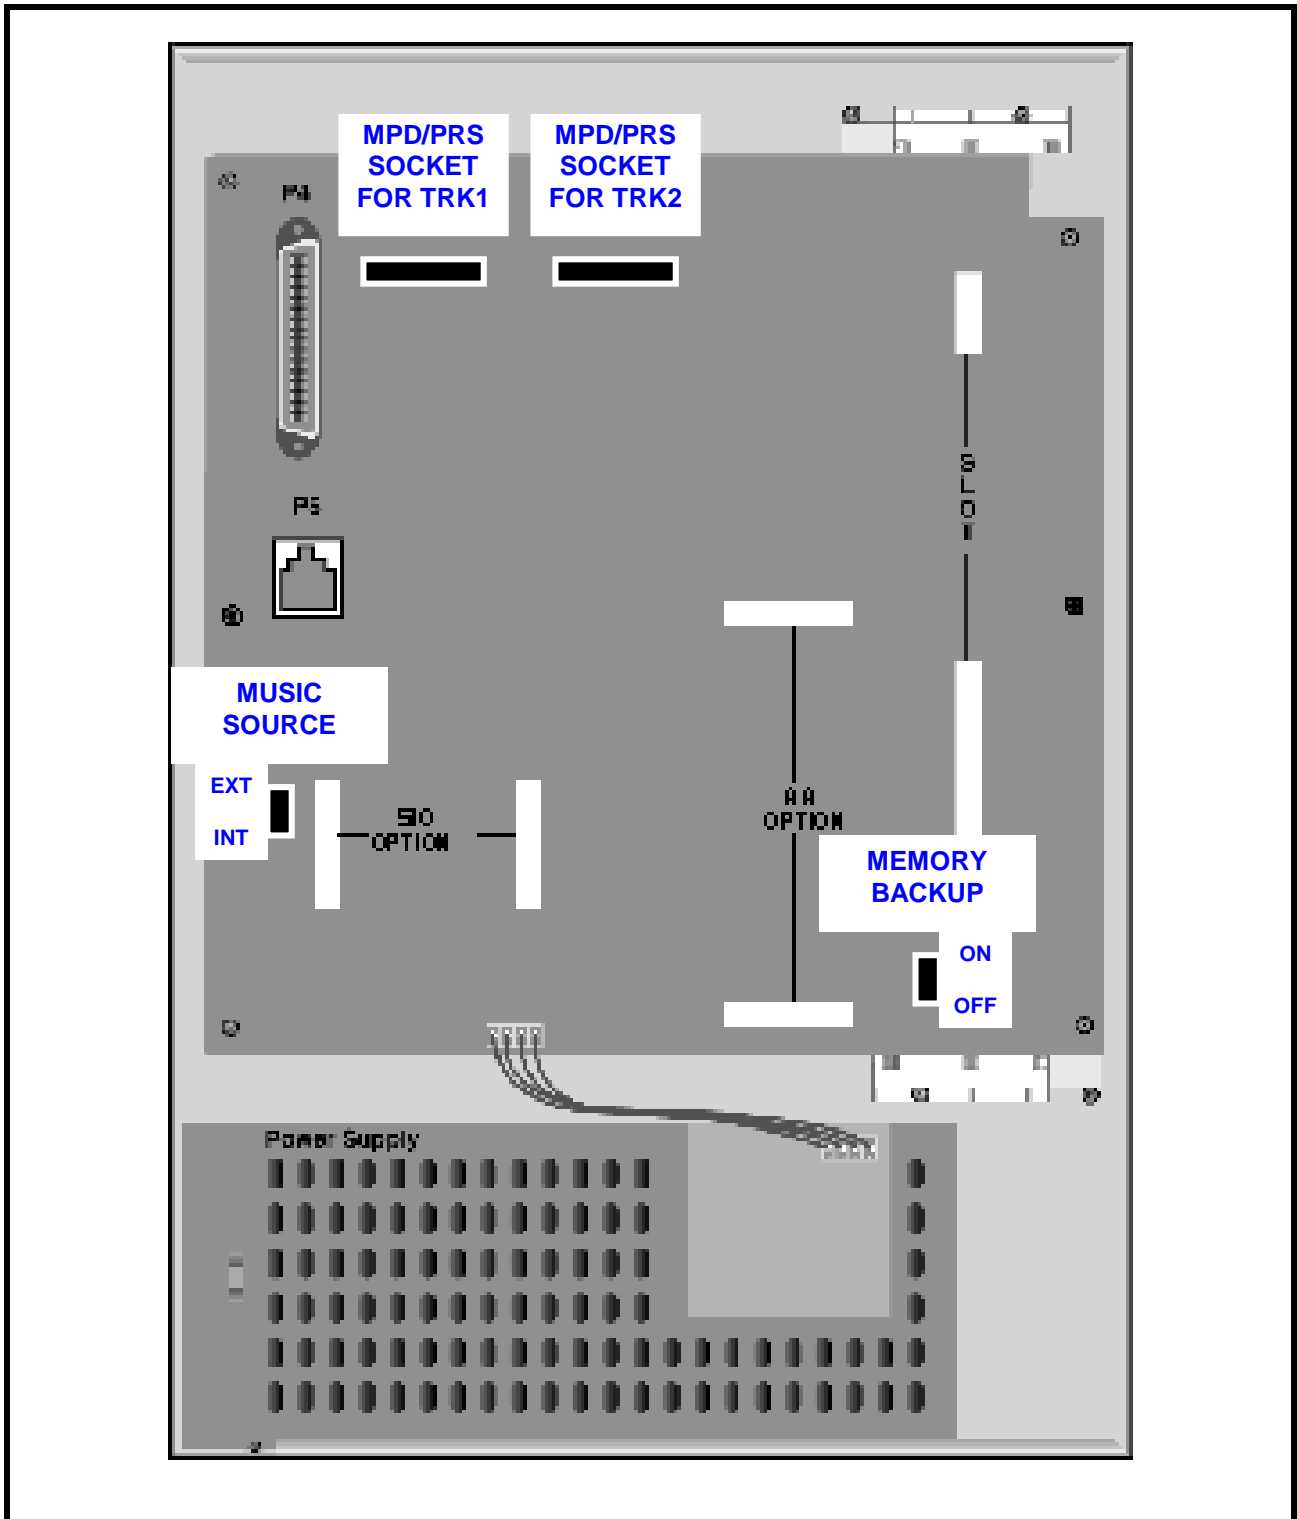 MPD/PRS
SOCKET
FOR TRK1
MPD/PRS
SOCKET
FOR TRK2
P4
P5
SLOT
MUSIC
SOURCE
EXT
INT
SIO
OPTION
AA
OPTION
MEMORY
BACKUP
ON
OFF
Power Supply